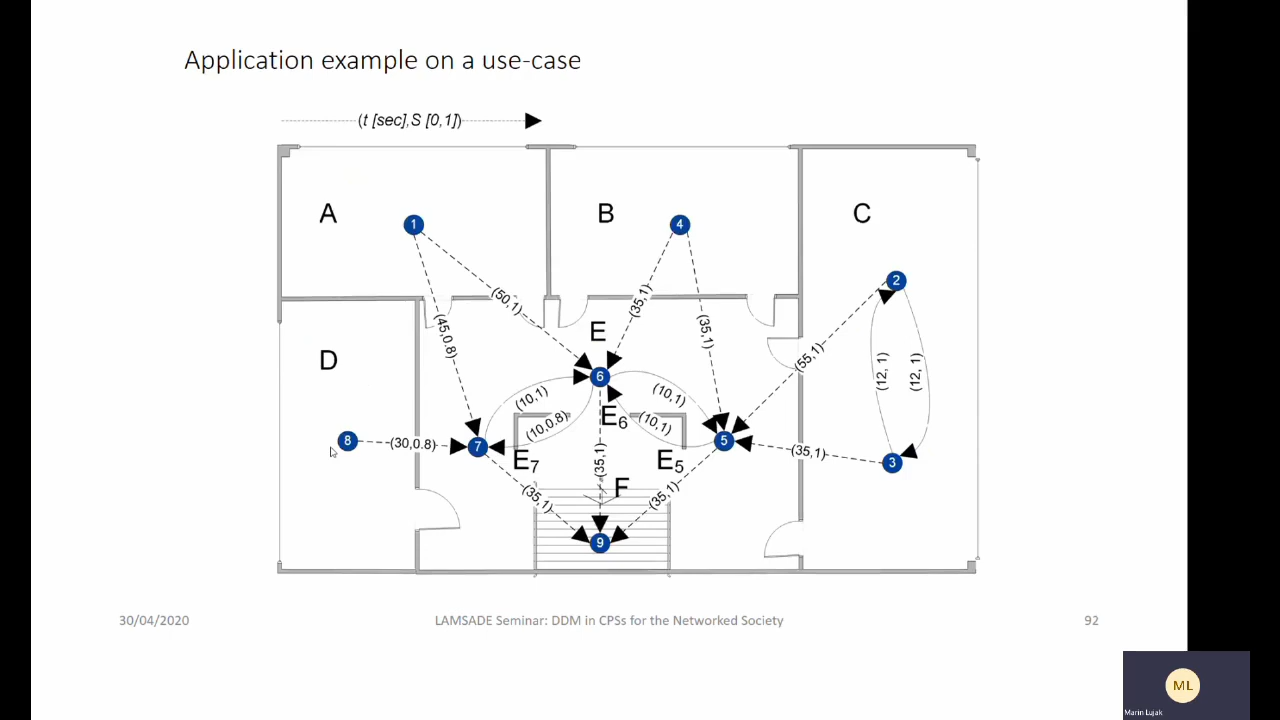 Application example on a use-case
(t [sec],S [0,1])
A
B
C
1
4
2
(50,1)
(35,1)
(45,0.8)
(35,1)
E
D
(55,1)
(12, 1)
(12, 1)
6
(10,1)
(10,1)
(10,0.8)
E6
(10,1)
8
(30,0.8)
7
5
(35,1)
3
E7
(35,1)
E5
(35,1)
F
(35,1)
9
30/04/2020
LAMSADE Seminar: DDM in CPSs for the Networked Society
92
ML
Marin Lujak